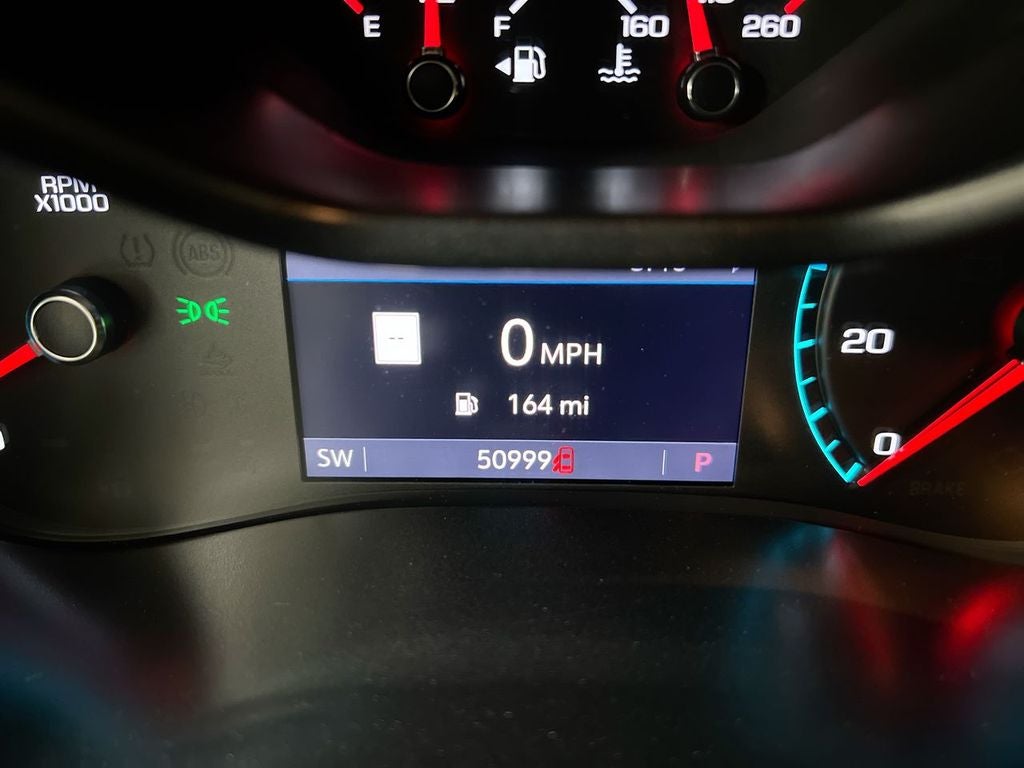 E
F
160
260
RPM
X1000
ABS
--
0 MPH
164 mi
SW
50999
P
20
0
BRAKE